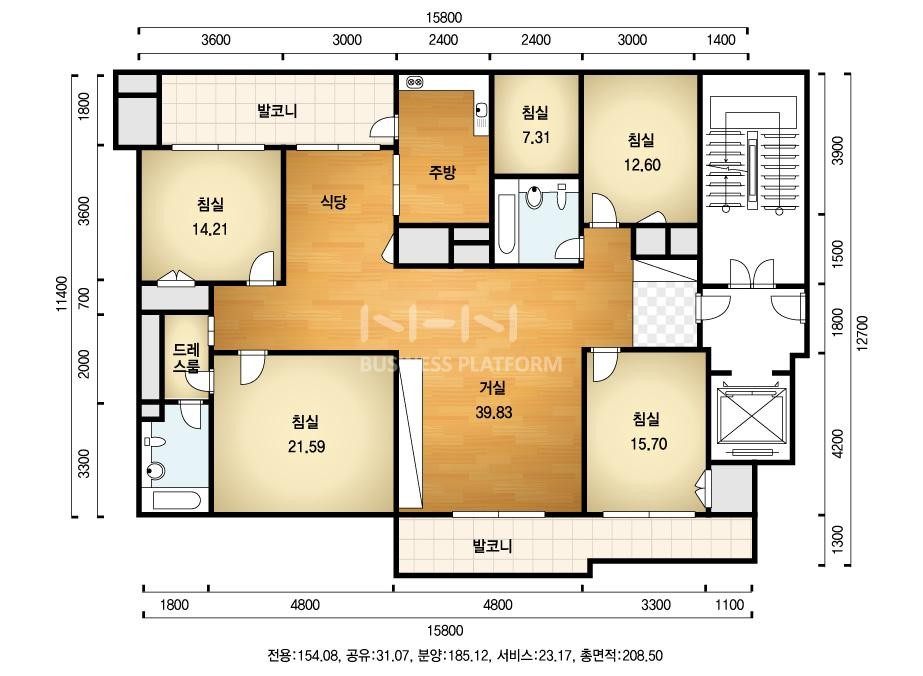 15800
3600 3000 2400 2400 3000 1400
1800
3600
700
2000
3300
11400
3900
1500
1800
4200
1300
12700
발코니
주방
침실
7.31
침실
12.60
침실
14.21
식당
드레
스룸
침실
21.59
거실
39.83
침실
15.70
발코니
NHN
BUSINESS PLATFORM
1800 4800 4800 3300 1100
15800
전용:154.08, 공유:31.07, 분양:185.12, 서비스:23.17, 총면적:208.50